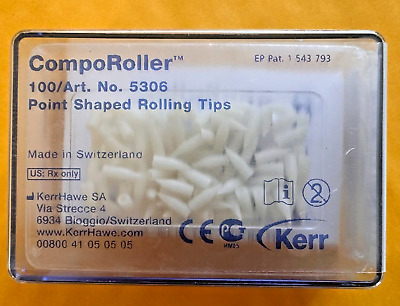 CompoRoller™
EP Pat. 1 543 793
100/Art. No. 5306
Point Shaped Rolling Tips
Made in Switzerland
US: Rx only
KerrHawe SA
Via Strecce 4
6934 Bioggio/Switzerland
www.KerrHawe.com
00800 41 05 05 05
CE
Kerr